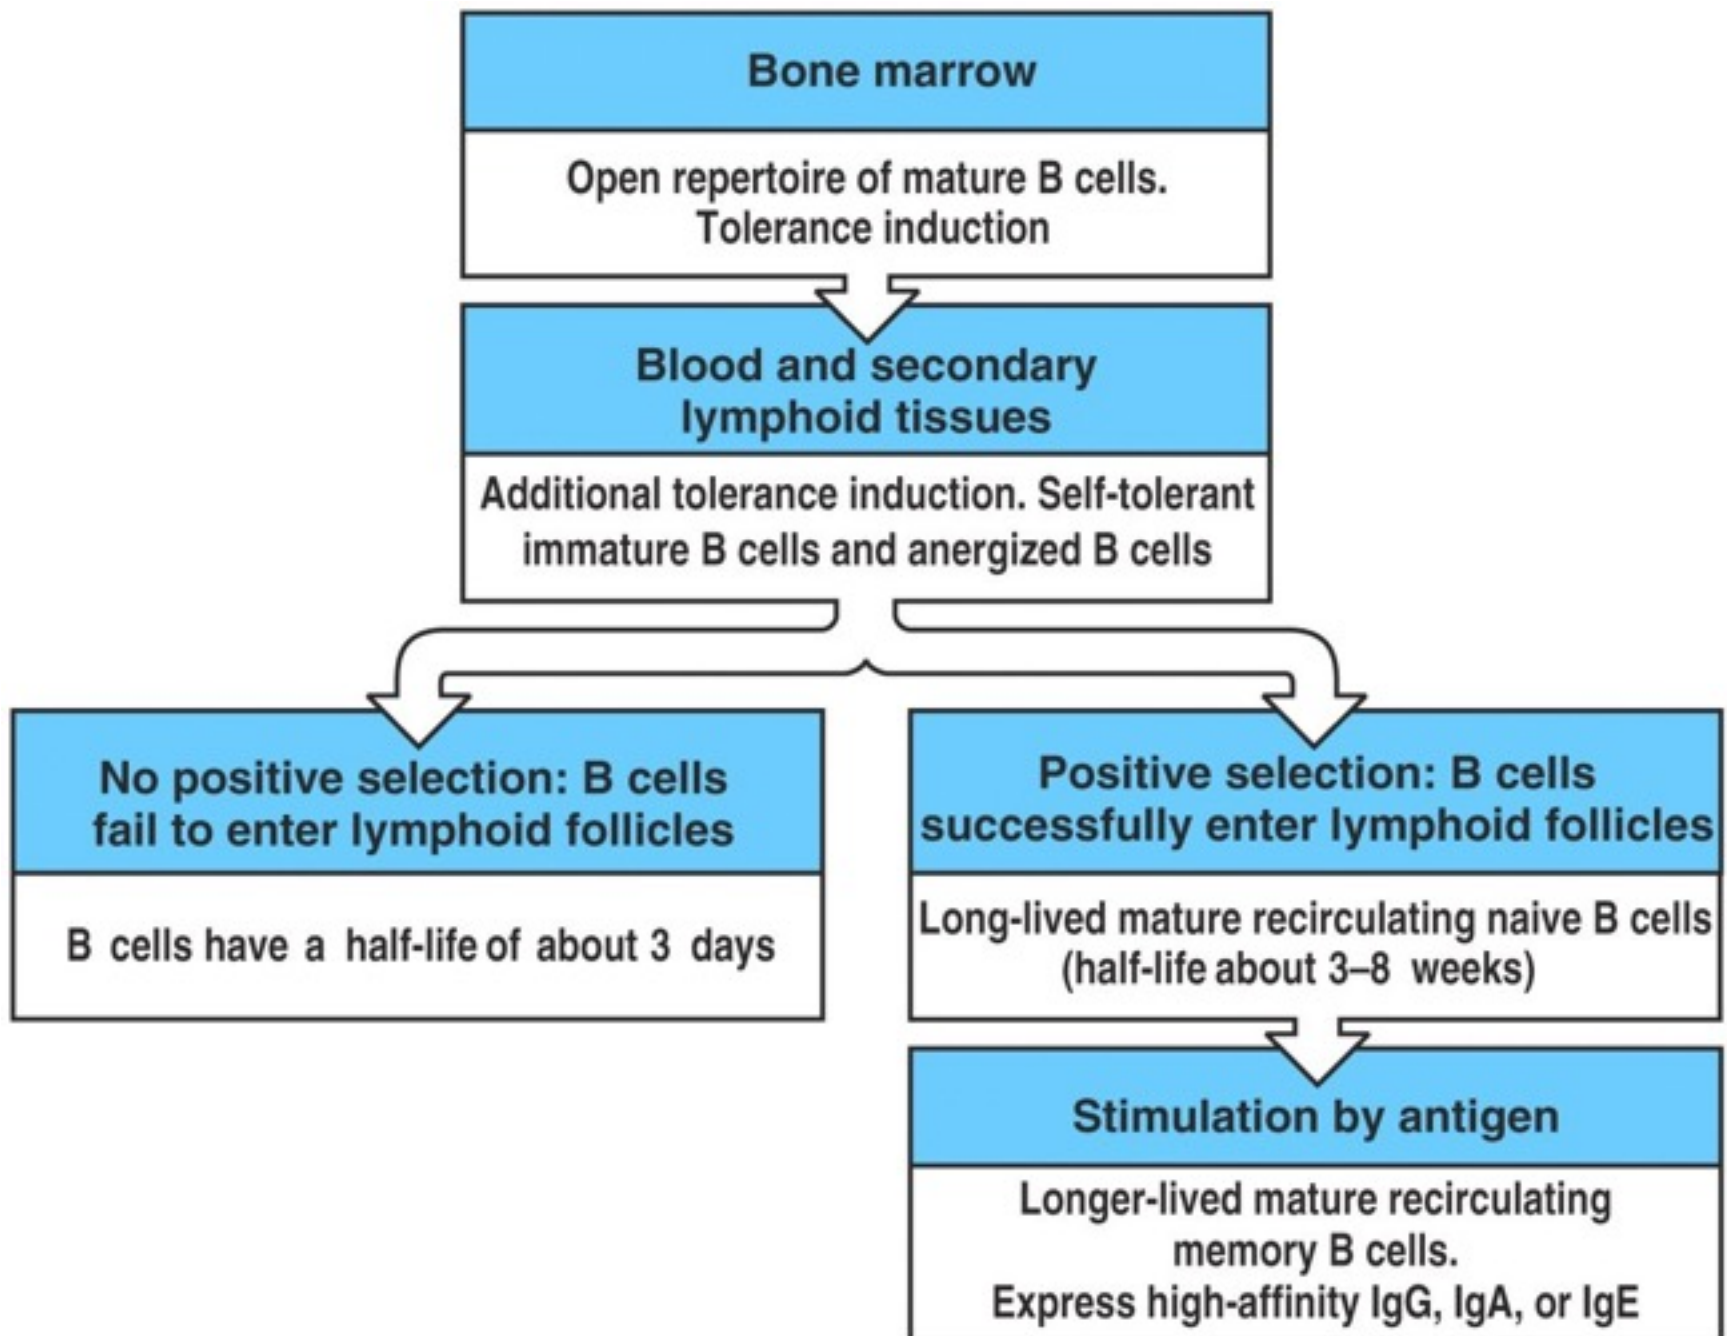 Bone marrow
Open repertoire of mature B cells.
Tolerance induction
Blood and secondary
lymphoid tissues
Additional tolerance induction. Self-tolerant
immature B cells and anergized B cells
No positive selection: B cells
fail to enter lymphoid follicles
B cells have a half-life of about 3 days
Positive selection: B cells
successfully enter lymphoid follicles
Long-lived mature recirculating naive B cells
(half-life about 3–8 weeks)
Stimulation by antigen
Longer-lived mature recirculating
memory B cells.
Express high-affinity IgG, IgA, or IgE